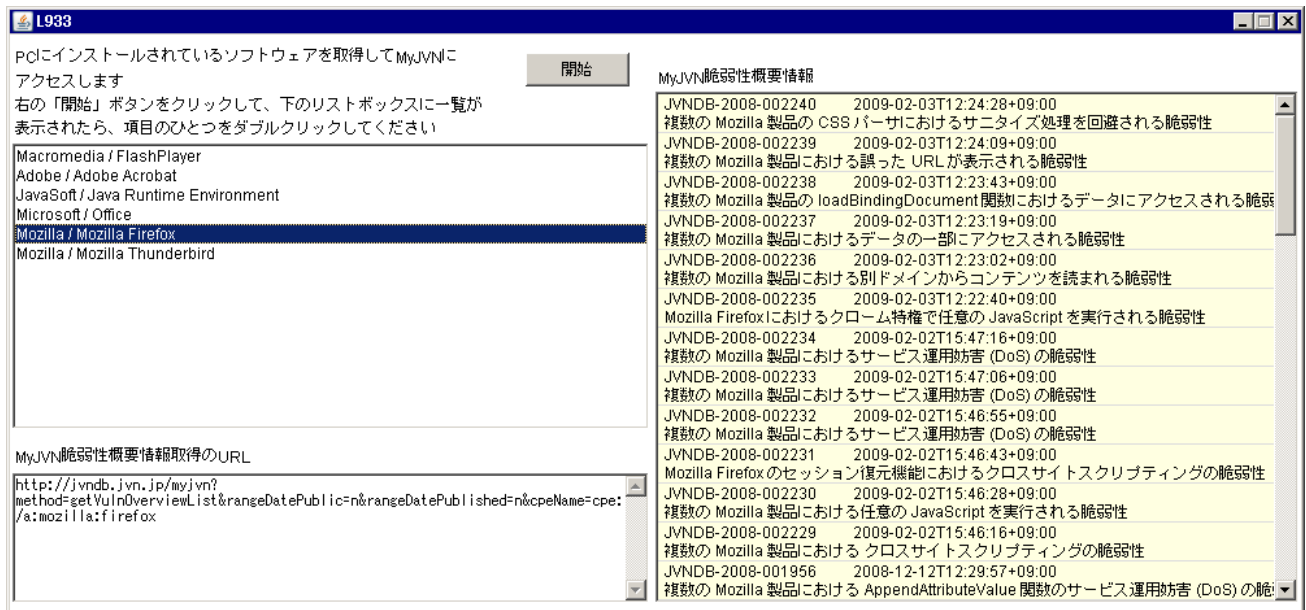 L933
PCにインストールされているソフトウェアを取得してMyJVNに
アクセスします
右の「開始」ボタンをクリックして、下のリストボックスに一覧が
表示されたら、項目のひとつをダブルクリックしてください
開始
Macromedia / FlashPlayer
Adobe / Adobe Acrobat
JavaSoft / Java Runtime Environment
Microsoft / Office
Mozilla / Mozilla Firefox
Mozilla / Mozilla Thunderbird
MyJVN脆弱性概要情報取得のURL
http://jvndb.jvn.jp/myjvn?
method=getVulnOverviewList&rangeDatePublic=n&rangeDatePublished=n&cpeName=cpe:
/a:mozilla:firefox
MyJVN脆弱性概要情報
JVNDB-2008-002240 2009-02-03T12:24:28+09:00
複数の Mozilla 製品の CSS パーサにおけるサニタイズ処理を回避される脆弱性
JVNDB-2008-002239 2009-02-03T12:24:09+09:00
複数の Mozilla 製品における誤った URL が表示される脆弱性
JVNDB-2008-002238 2009-02-03T12:23:43+09:00
複数の Mozilla 製品の loadBindingDocument 関数におけるデータにアクセスされる脆弱
JVNDB-2008-002237 2009-02-03T12:23:19+09:00
複数の Mozilla 製品におけるデータの一部にアクセスされる脆弱性
JVNDB-2008-002236 2009-02-03T12:23:02+09:00
複数の Mozilla 製品における別ドメインからコンテンツを読まれる脆弱性
JVNDB-2008-002235 2009-02-03T12:22:40+09:00
Mozilla Firefox におけるクローム特権で任意の JavaScript を実行される脆弱性
JVNDB-2008-002234 2009-02-02T15:47:16+09:00
複数の Mozilla 製品におけるサービス運用妨害 (DoS) の脆弱性
JVNDB-2008-002233 2009-02-02T15:47:06+09:00
複数の Mozilla 製品におけるサービス運用妨害 (DoS) の脆弱性
JVNDB-2008-002232 2009-02-02T15:46:55+09:00
複数の Mozilla 製品におけるサービス運用妨害 (DoS) の脆弱性
JVNDB-2008-002231 2009-02-02T15:46:43+09:00
Mozilla Firefox のセッション復元機能におけるクロスサイトスクリプティングの脆弱性
JVNDB-2008-002230 2009-02-02T15:46:28+09:00
複数の Mozilla 製品における任意の JavaScript を実行される脆弱性
JVNDB-2008-002229 2009-02-02T15:46:16+09:00
複数の Mozilla 製品における クロスサイトスクリプティングの脆弱性
JVNDB-2008-001956 2008-12-12T12:29:57+09:00
複数の Mozilla 製品における AppendAttributeValue 関数のサービス運用妨害 (DoS) の脆